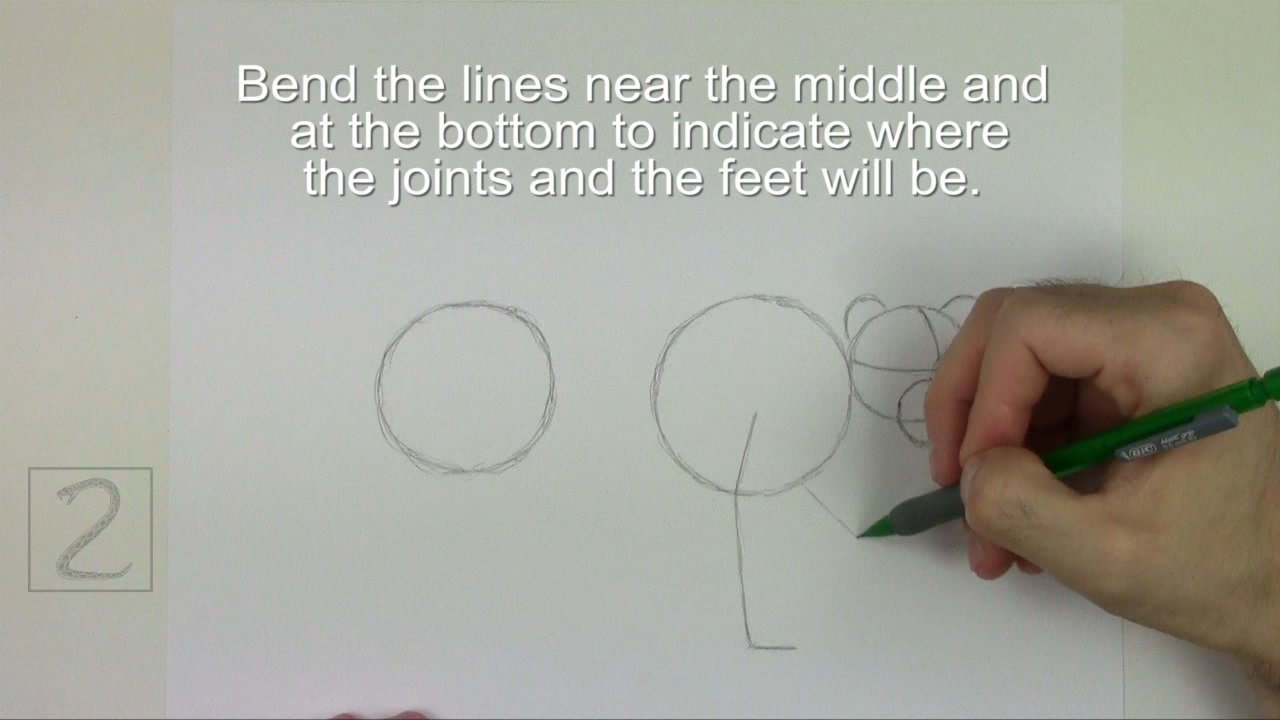 Bend the lines near the middle and
at the bottom to indicate where
the joints and the feet will be.
2
BIC